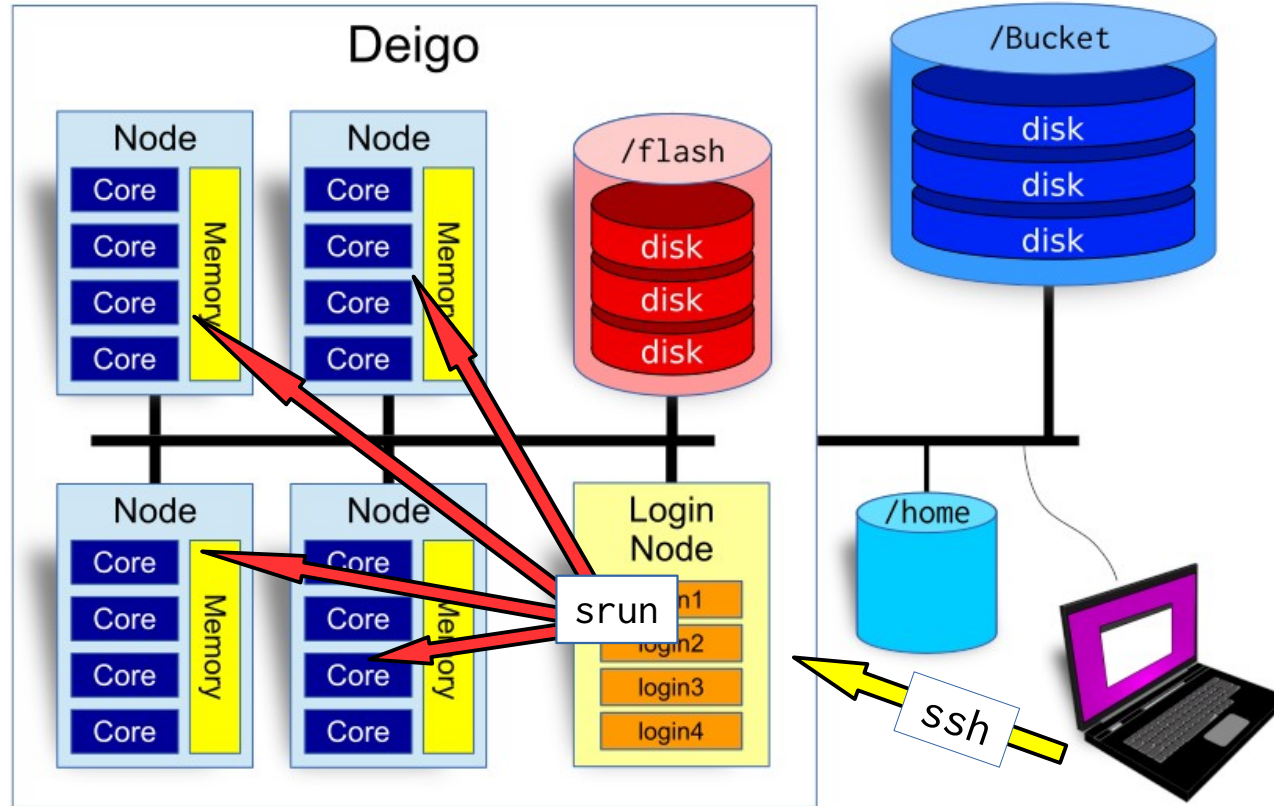 Deigo
/Bucket
disk
disk
disk
Node
Core
Core
Core
Core
Memory
Node
Core
Core
Core
Core
Memory
/flash
disk
disk
disk
Node
Core
Core
Core
Core
Memory
Node
Core
Core
Core
Core
Memory
Login
Node
srun
n1
login2
login3
login4
/home
ssh